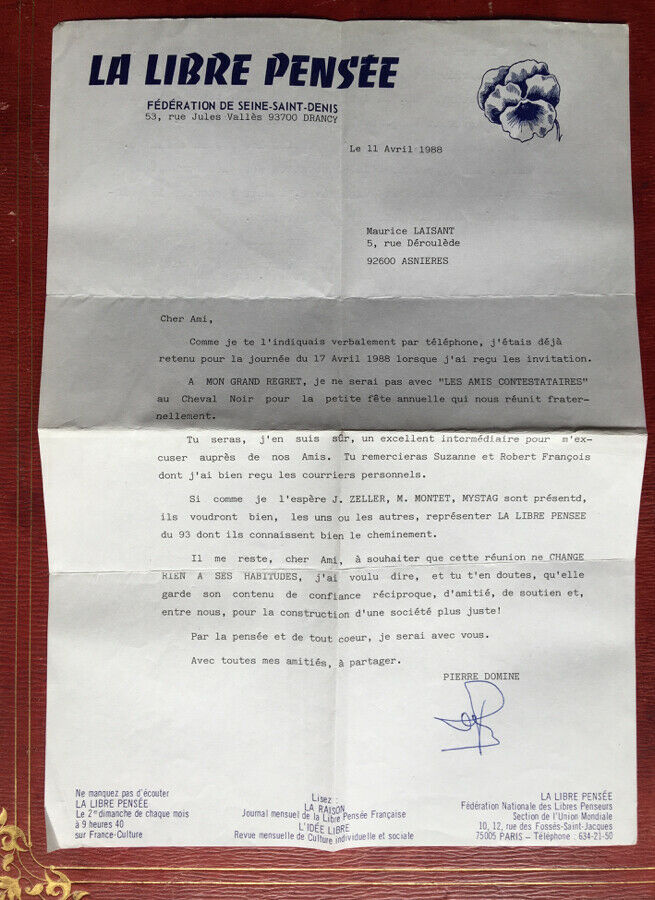 LA LIBRE PENSÉE
FÉDÉRATION DE SEINE-SAINT-DENIS
53, rue Jules Vallès 93700 DRANCY
Le 11 Avril 1988
Maurice LAISANT
5, rue Déroulède
92600 ASNIERES
Cher Ami,
Comme je te l'indiquais verbalement par téléphone, j'étais déjà
retenu pour la journée du 17 Avril 1988 lorsque j'ai reçu les invitation.
A MON GRAND REGRET, je ne serai pas avec "LES AMIS CONTESTATAIRES"
au Cheval Noir pour la petite fête annuelle qui nous réunit frater-
nellement.
Tu seras, j'en suis sûr, un excellent intermédiaire pour m'ex-
cuser auprès de nos Amis. Tu remercieras Suzanne et Robert François
dont j'ai bien reçu les courriers personnels.
Si comme je l'espère J. ZELLER, M. MONTET, MYSTAG sont présentd,
ils voudront bien, les uns ou les autres, représenter LA LIBRE PENSEE
du 93 dont ils connaissent bien le cheminement.
Il me reste, cher Ami, à souhaiter que cette réunion ne CHANGE
RIEN A SES HABITUDES, j'ai voulu dire, et tu t'en doutes, qu'elle
garde son contenu de confiance réciproque, d'amitié, de soutien et,
entre nous, pour la construction d'une société plus juste!
Par la pensée et de tout coeur, je serai avec vous.
Avec toutes mes amitiés, à partager.
PIERRE DOMINE
Ne manquez pas d'écouter
LA LIBRE PENSÉE
Le 2me dimanche de chaque mois
à 9 heures 40
sur France-Culture
Lisez :
LA RAISON
Journal mensuel de la Libre Pensée Française
L'IDÉE LIBRE
Revue mensuelle de Culture individuelle et sociale
LA LIBRE PENSÉE
Fédération Nationale des Libres Penseurs
Section de l'Union Mondiale
10, 12, rue des Fossés-Saint-Jacques
75005 PARIS - Téléphone : 634-21-50